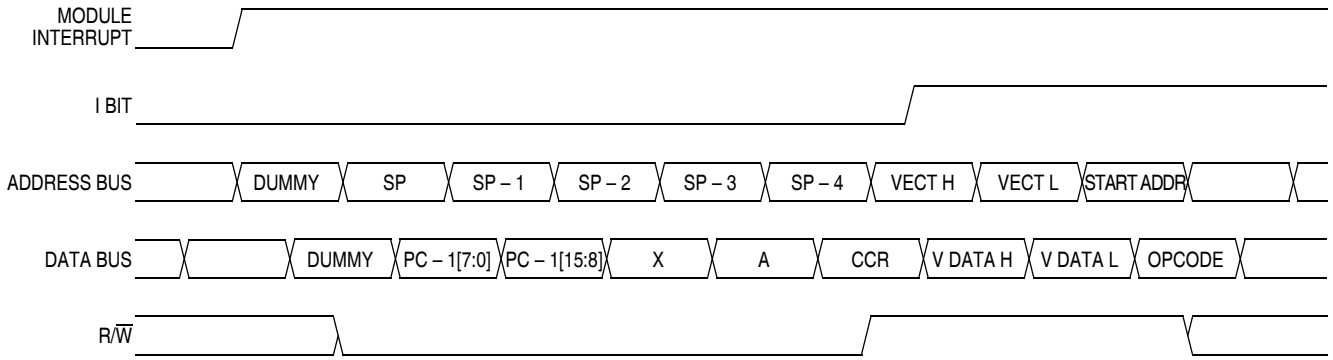 MODULE
INTERRUPT
I BIT
ADDRESS BUS DUMMY SP SP – 1 SP – 2 SP – 3 SP – 4 VECT H VECT L START ADDR
DATA BUS DUMMY PC – 1[7:0] PC – 1[15:8] X A CCR V DATA H V DATA L OPCODE
R/W̅